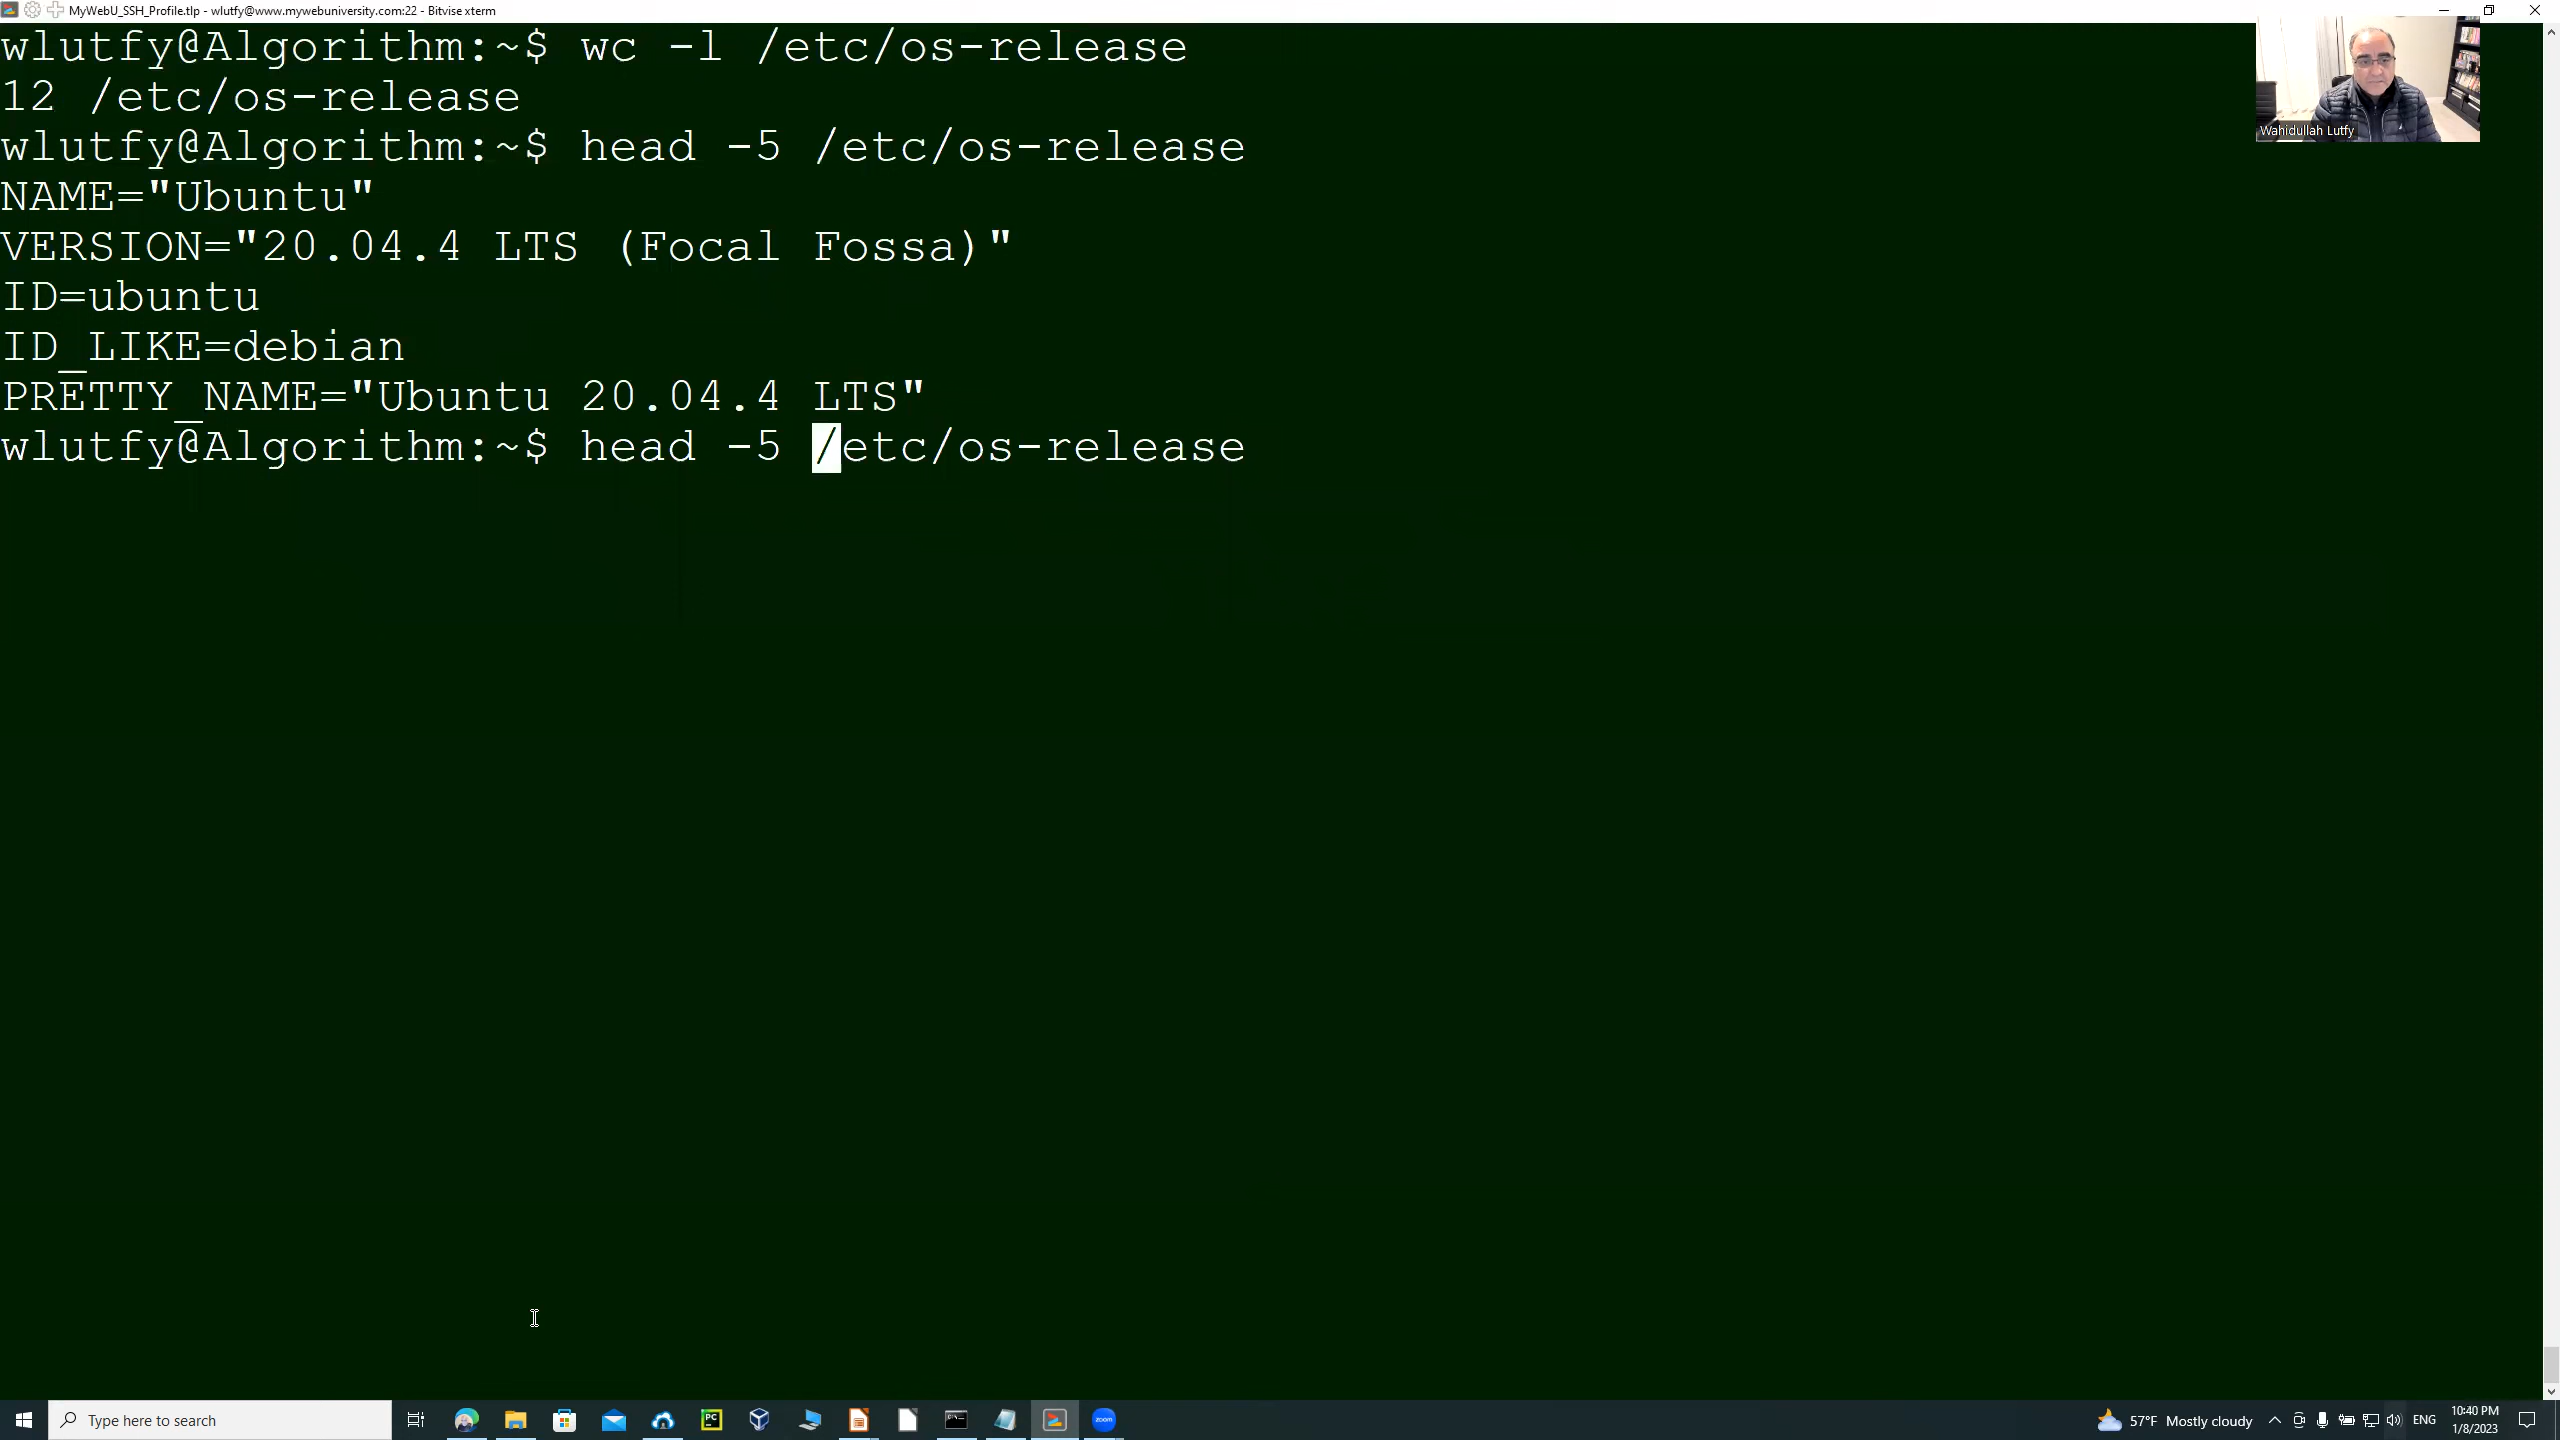 MyWebU_SSH_Profile.tlp - wlutfy@www.mywebuniversity.com:22 - Bitvise xterm
wlutfy@Algorithm:~$ wc -l /etc/os-release
12 /etc/os-release
wlutfy@Algorithm:~$ head -5 /etc/os-release
NAME="Ubuntu"
VERSION="20.04.4 LTS (Focal Fossa)"
ID=ubuntu
ID_LIKE=debian
PRETTY_NAME="Ubuntu 20.04.4 LTS"
wlutfy@Algorithm:~$ head -5 /etc/os-release
Wahidullah Lutfy
Type here to search
PC
zoom
57°F Mostly cloudy
ENG
10:40 PM
1/8/2023